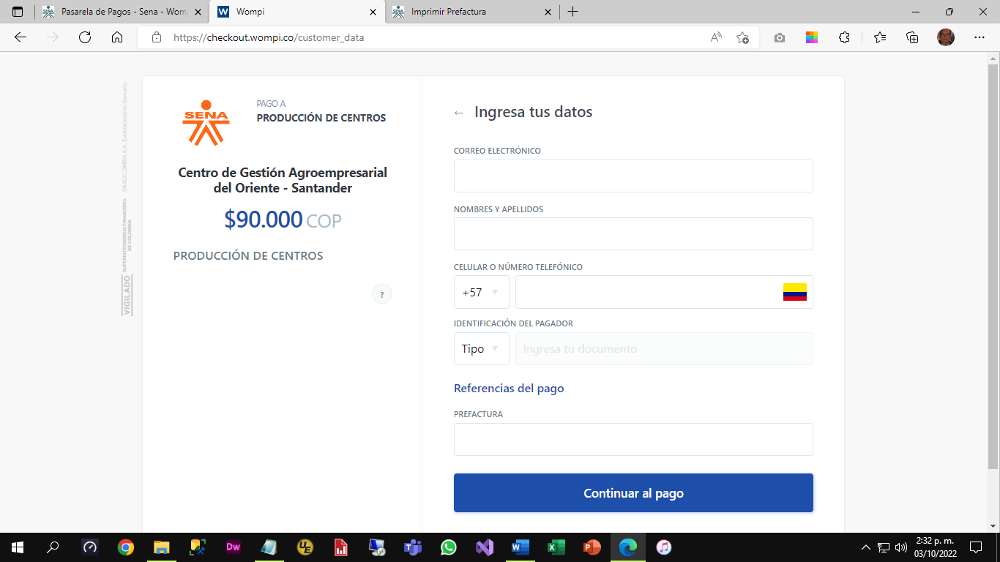 Pasarela de Pagos - Sena - Wom
Wompi
Imprimir Prefactura
https://checkout.wompi.co/customer_data
SENA
PAGO A
PRODUCCIÓN DE CENTROS
Centro de Gestión Agroempresarial
del Oriente - Santander
$90.000 COP
PRODUCCIÓN DE CENTROS
?
VIGILADO
SUPERINTENDENCIA FINANCIERA
DE COLOMBIA
BANCOLOMBIA S.A. Establecimiento Bancario.
← Ingresa tus datos
CORREO ELECTRÓNICO
NOMBRES Y APELLIDOS
CELULAR O NÚMERO TELEFÓNICO
+57
IDENTIFICACIÓN DEL PAGADOR
Tipo
Ingresa tu documento
Referencias del pago
PREFACTURA
Continuar al pago
2:32 p. m.
03/10/2022